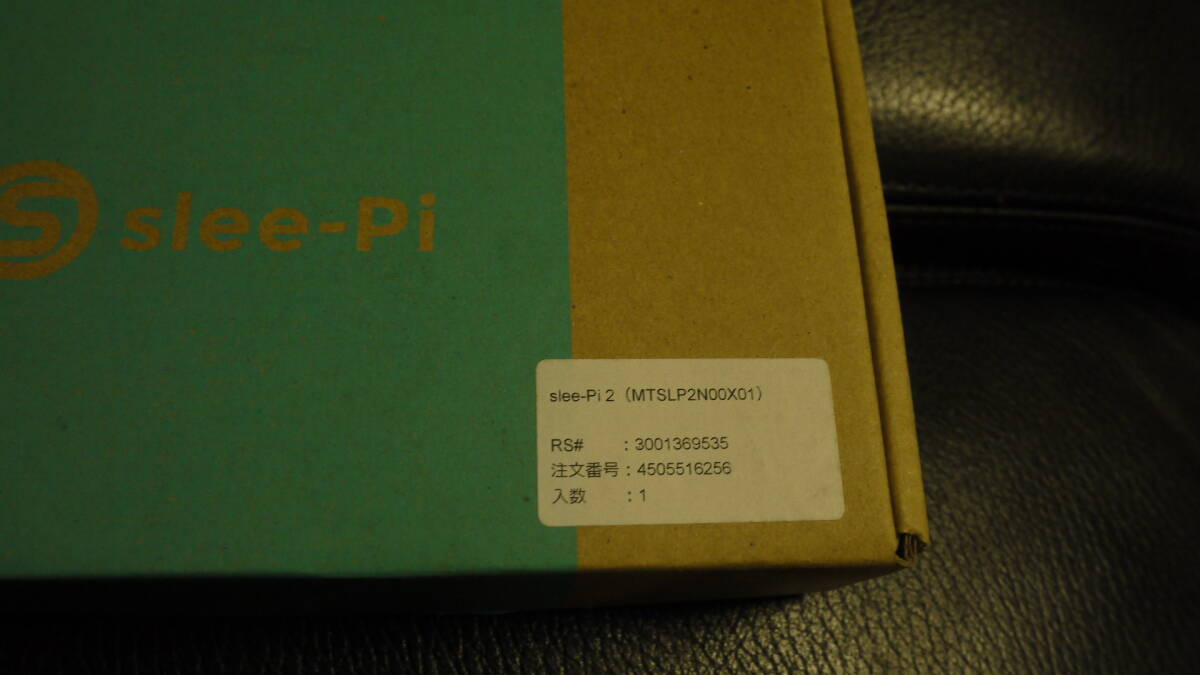 slee-Pi
slee-Pi 2（MTSLP2N00X01）
RS# ：3001369535
注文番号：4505516256
入数 ：1